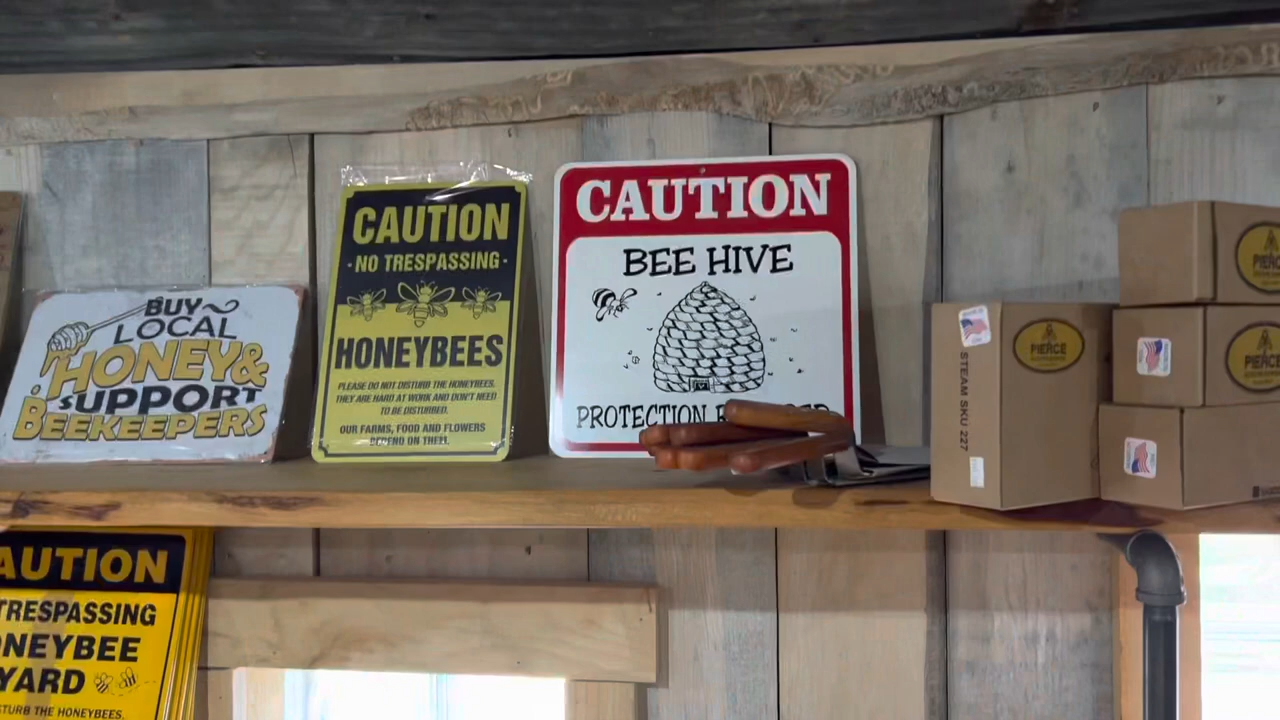 BUY
LOCAL
HONEY&
SUPPORT
BEEKEEPERS
CAUTION
·NO TRESPASSING·
HONEYBEES
PLEASE DO NOT DISTURB THE HONEYBEES.
THEY ARE HARD AT WORK AND DON'T NEED
TO BE DISTURBED.
OUR FARMS, FOOD AND FLOWERS
DEPEND ON THEM.
CAUTION
BEE HIVE
PROTECTION
STEAM SKU 227
PIERCE
PIERCE
PIERCE
AUTION
TRESPASSING
ONEYBEE
YARD
STURB THE HONEYBEES.